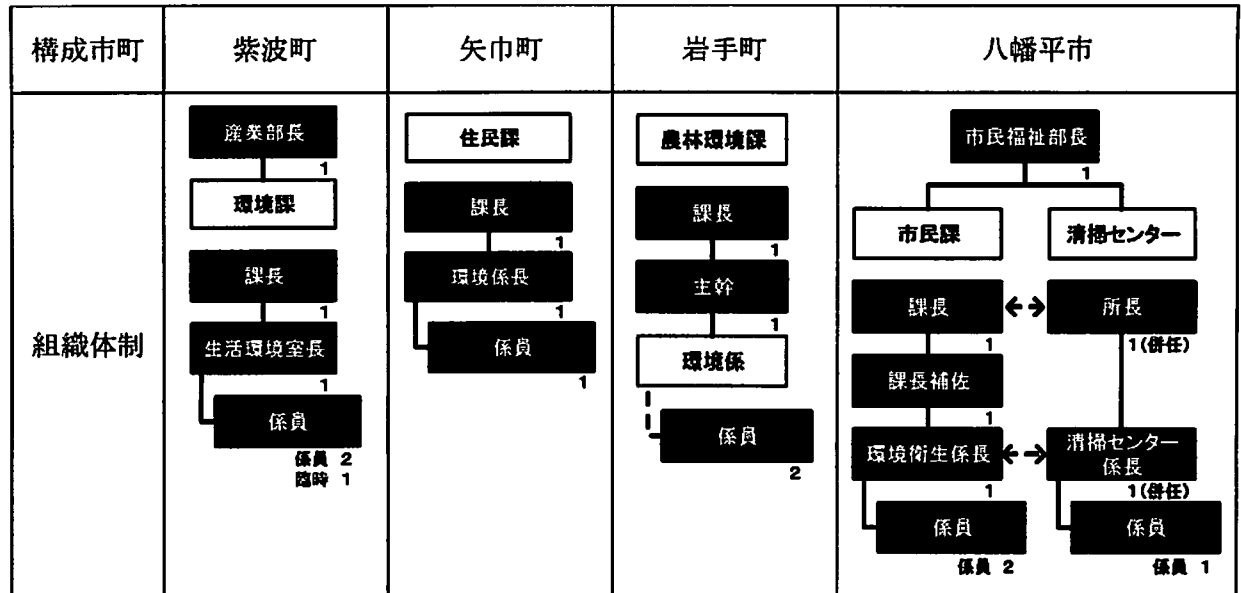 構成市町
紫波町
矢巾町
岩手町
八幡平市
組織体制
産業部長
1
環境課
課長
1
生活環境室長
1
係員
係員 2
臨時 1
住民課
課長
1
環境係長
1
係員
1
農林環境課
課長
1
主幹
1
環境係
係員
2
市民福祉部長
1
市民課
清掃センター
課長
1
所長
1(併任)
課長補佐
1
環境衛生係長
1
清掃センター
係長
1(併任)
係員
係員 2
係員
係員 1